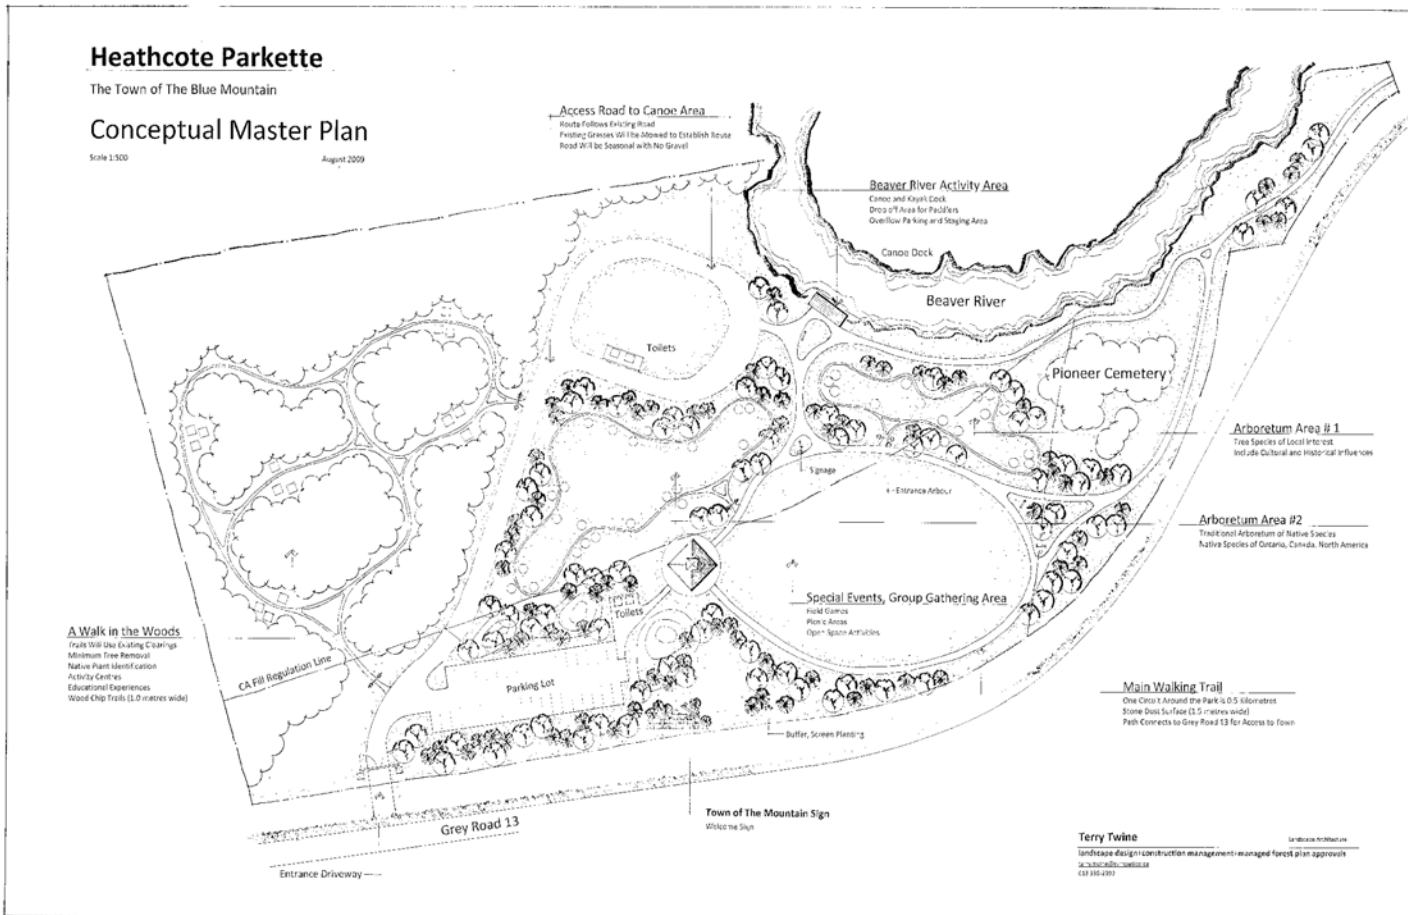 Heathcote Parkette
The Town of The Blue Mountain
Conceptual Master Plan
Scale 1:500
August 2009
Access Road to Canoe Area
Route Follows Existing Road
Existing Grasses Will be Mowed to Establish Route
Road Will be Seasonal with No Gravel
Beaver River Activity Area
Canoe and Kayak Dock
Drop off Area for Paddlers
Overflow Parking and Staging Area
Canoe Dock
Beaver River
Toilets
Pioneer Cemetery
Arboretum Area # 1
Tree Species of Local Interest
Include Cultural and Historical Influences
Signage
Entrance Arbour
Arboretum Area #2
Traditional Arboretum of Native Species
Native Species of Ontario, Canada, North America
Special Events, Group Gathering Area
Field Games
Picnic Areas
Open Space Activities
Toilets
A Walk in the Woods
Trails Will Use Existing Clearings
Minimum Tree Removal
Native Plant Identification
Activity Centres
Educational Experiences
Wood Chip Trails (1.0 metres wide)
CA Fill Regulation Line
Parking Lot
Main Walking Trail
One Circuit Around the Park is 0.5 Kilometres
Stone Dust Surface (1.5 metres wide)
Path Connects to Grey Road 13 for Access to Town
Buffer, Screen Planting
Town of The Mountain Sign
Welcome Sign
Grey Road 13
Entrance Driveway
Terry Twine
Landscape Architecture
landscape design+construction management+managed forest plan approvals